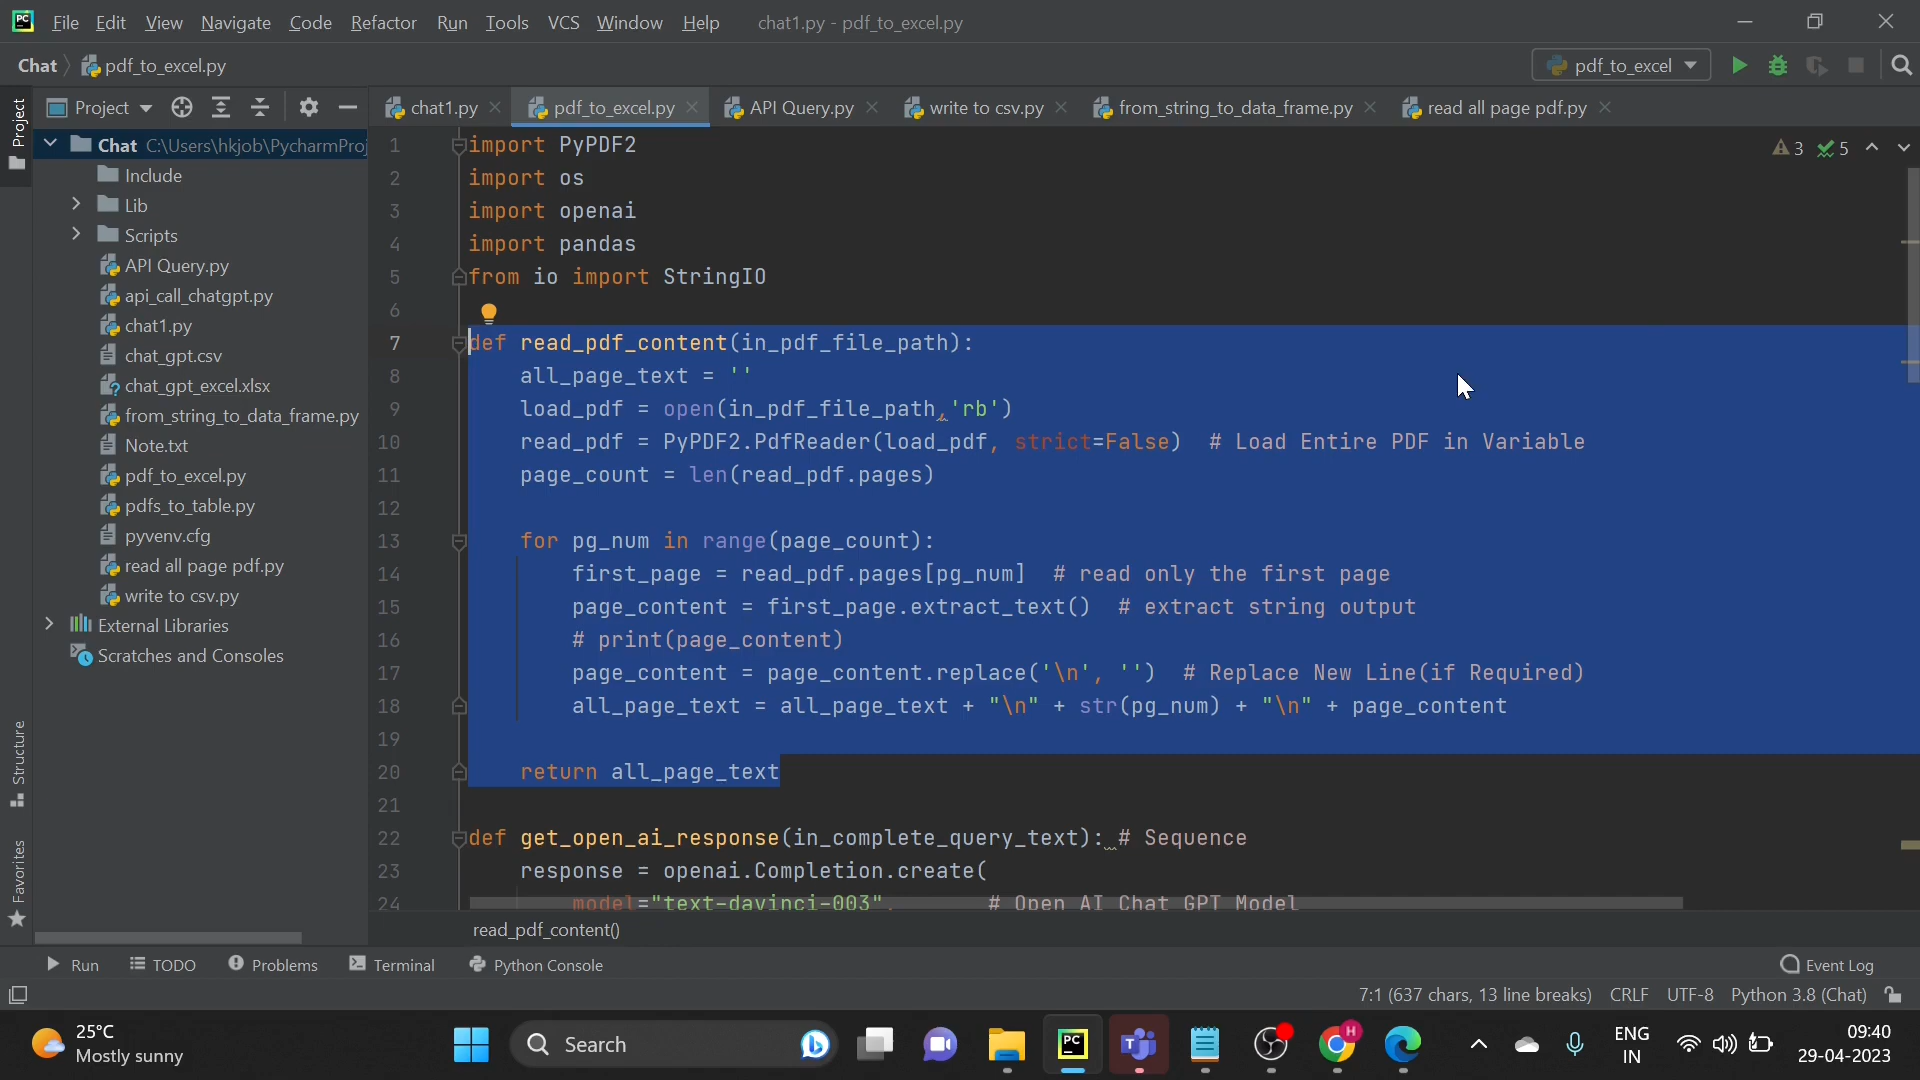 PC File Edit View Navigate Code Refactor Run Tools VCS Window Help chat1.py - pdf_to_excel.py
Chat pdf_to_excel.py pdf_to_excel
Project chat1.py pdf_to_excel.py API Query.py write to csv.py from_string_to_data_frame.py read all page pdf.py
Project
Chat C:\Users\hkjob\PycharmProj
Include
Lib
Scripts
API Query.py
api_call_chatgpt.py
chat1.py
chat_gpt.csv
chat_gpt_excel.xlsx
from_string_to_data_frame.py
Note.txt
pdf_to_excel.py
pdfs_to_table.py
pyvenv.cfg
read all page pdf.py
write to csv.py
External Libraries
Scratches and Consoles
Structure
Favorites
3 5
1 import PyPDF2
2 import os
3 import openai
4 import pandas
5 from io import StringIO
6
7 def read_pdf_content(in_pdf_file_path):
8 all_page_text = ''
9 load_pdf = open(in_pdf_file_path,'rb')
10 read_pdf = PyPDF2.PdfReader(load_pdf, strict=False) # Load Entire PDF in Variable
11 page_count = len(read_pdf.pages)
12
13 for pg_num in range(page_count):
14 first_page = read_pdf.pages[pg_num] # read only the first page
15 page_content = first_page.extract_text() # extract string output
16 # print(page_content)
17 page_content = page_content.replace('\n', '') # Replace New Line(if Required)
18 all_page_text = all_page_text + "\n" + str(pg_num) + "\n" + page_content
19
20 return all_page_text
21
22 def get_open_ai_response(in_complete_query_text): # Sequence
23 response = openai.Completion.create(
24 model="text-davinci-003", # Open AI Chat GPT Model
read_pdf_content()
Run TODO Problems Terminal Python Console Event Log
7:1 (637 chars, 13 line breaks) CRLF UTF-8 Python 3.8 (Chat)
25°C
Mostly sunny
Search
PC
T
H
ENG
IN
09:40
29-04-2023